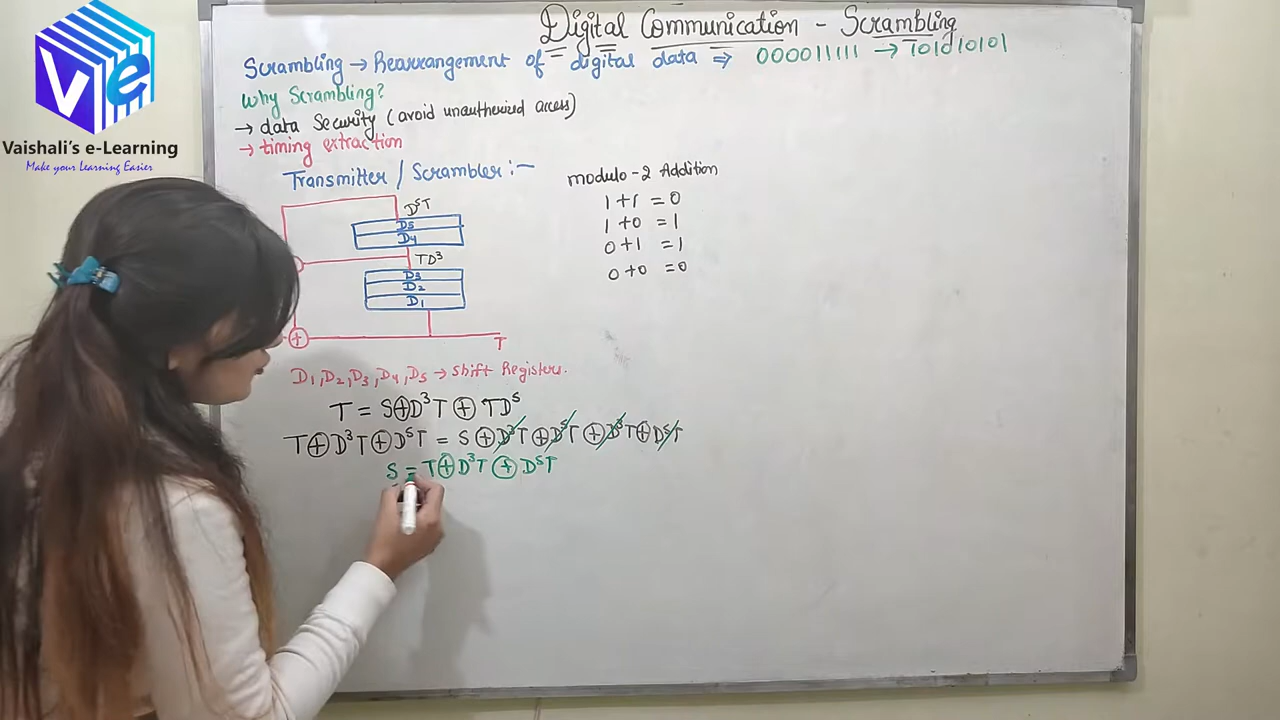 Digital Communication - Scrambling
Scrambling → Rearrangement of digital data ⇒ 000011111 → 101010101
Why Scrambling?
→ data Security (avoid unauthorized access)
→ timing extraction
Ve
Vaishali's e-Learning
Make your Learning Easier
Transmitter / Scrambler :-
D⁵T
D5
D4
TD³
D3
D2
D1
T
modulo-2 Addition
1+1 = 0
1+0 = 1
0+1 = 1
0+0 = 0
D1, D2, D3, D4, D5 → Shift Registers.
T = S⊕D³T ⊕ TD⁵
T⊕D³T⊕D⁵T = S⊕D³T⊕D⁵T⊕D³T⊕D⁵T
S = T⊕D³T⊕D⁵T